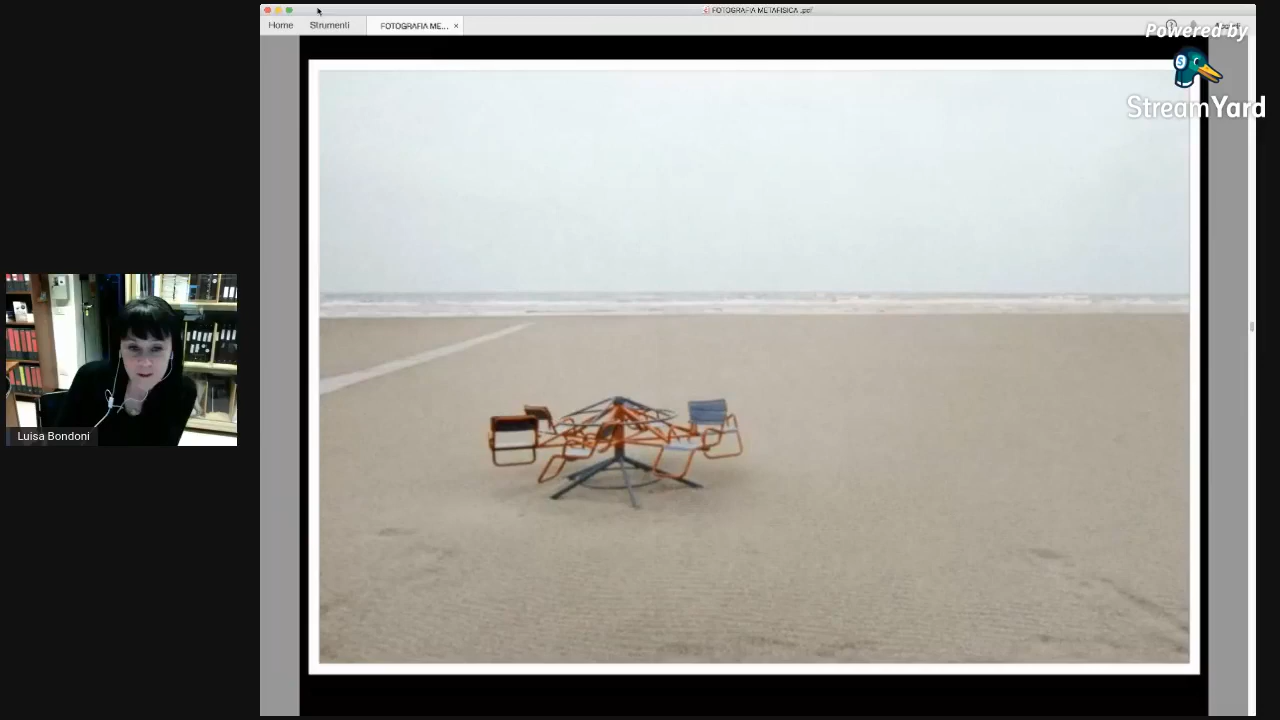 FOTOGRAFIA METAFISICA .pdf
Home
Strumenti
FOTOGRAFIA ME... ×
Powered by
S
StreamYard
Luisa Bondoni